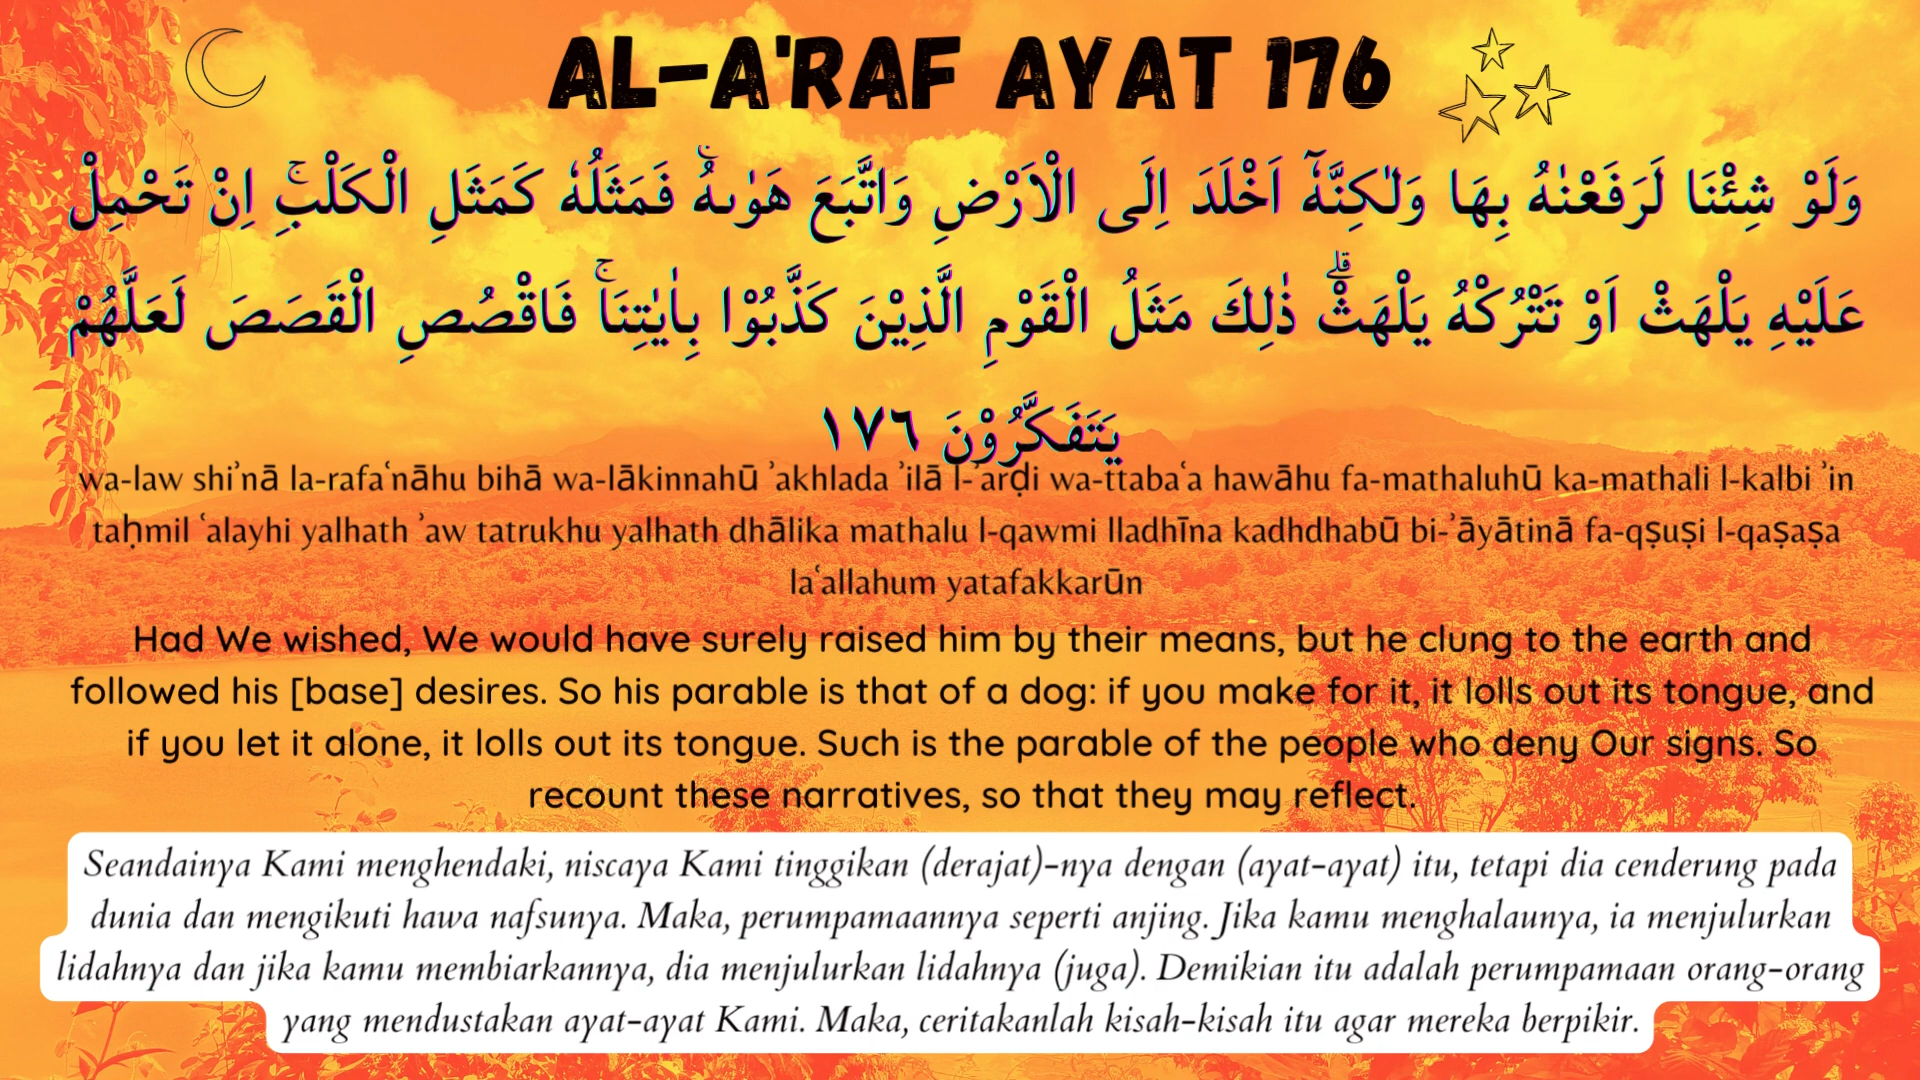 AL-A'RAF AYAT 176
وَلَوْ شِئْنَا لَرَفَعْنٰهُ بِهَا وَلٰكِنَّهٗٓ اَخْلَدَ اِلَى الْاَرْضِ وَاتَّبَعَ هَوٰىهُۚ فَمَثَلُهٗ كَمَثَلِ الْكَلْبِۚ اِنْ تَحْمِلْ
عَلَيْهِ يَلْهَثْ اَوْ تَتْرُكْهُ يَلْهَثْۗ ذٰلِكَ مَثَلُ الْقَوْمِ الَّذِيْنَ كَذَّبُوْا بِاٰيٰتِنَاۚ فَاقْصُصِ الْقَصَصَ لَعَلَّهُمْ
يَتَفَكَّرُوْنَ ١٧٦
wa-law shiʾnā la-rafaʿnāhu bihā wa-lākinnahū ʾakhlada ʾilā l-ʾarḍi wa-ttabaʿa hawāhu fa-mathaluhū ka-mathali l-kalbi ʾin
taḥmil ʿalayhi yalhath ʾaw tatrukhu yalhath dhālika mathalu l-qawmi lladhīna kadhdhabū bi-ʾāyātinā fa-qṣuṣi l-qaṣaṣa
laʿallahum yatafakkarūn
Had We wished, We would have surely raised him by their means, but he clung to the earth and
followed his [base] desires. So his parable is that of a dog: if you make for it, it lolls out its tongue, and
if you let it alone, it lolls out its tongue. Such is the parable of the people who deny Our signs. So
recount these narratives, so that they may reflect.
Seandainya Kami menghendaki, niscaya Kami tinggikan (derajat)-nya dengan (ayat-ayat) itu, tetapi dia cenderung pada
dunia dan mengikuti hawa nafsunya. Maka, perumpamaannya seperti anjing. Jika kamu menghalaunya, ia menjulurkan
lidahnya dan jika kamu membiarkannya, dia menjulurkan lidahnya (juga). Demikian itu adalah perumpamaan orang-orang
yang mendustakan ayat-ayat Kami. Maka, ceritakanlah kisah-kisah itu agar mereka berpikir.